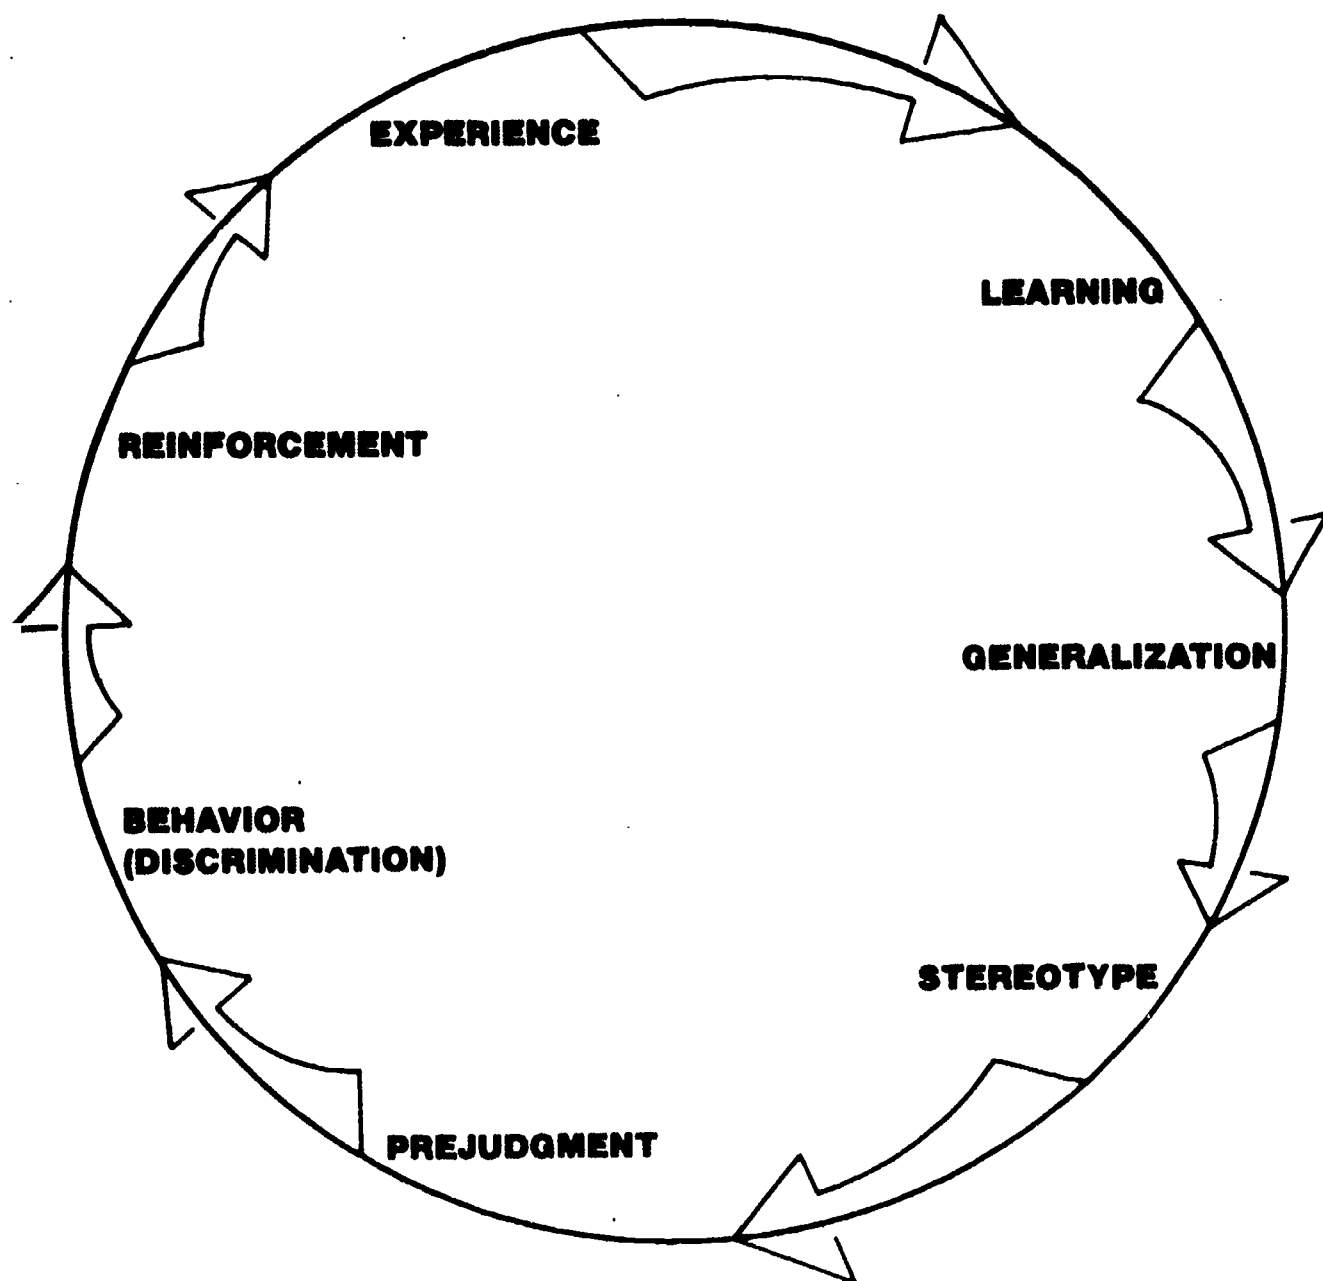 EXPERIENCE
LEARNING
REINFORCEMENT
GENERALIZATION
BEHAVIOR
(DISCRIMINATION)
STEREOTYPE
PREJUDGMENT